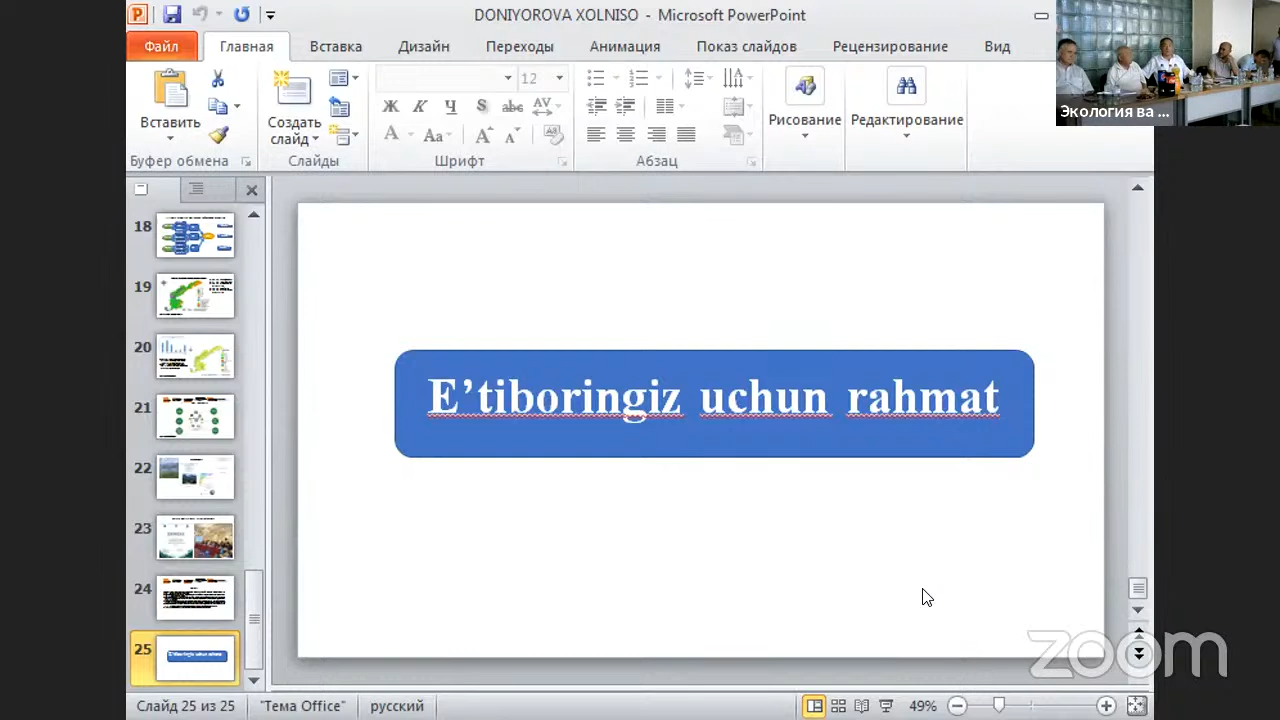 DONIYOROVA XOLNISO - Microsoft PowerPoint
Файл Главная Вставка Дизайн Переходы Анимация Показ слайдов Рецензирование Вид
12
Вставить
Создать слайд
Рисование
Редактирование
Буфер обмена
Слайды
Шрифт
Абзац
Экология ва ...
18
19
20
21
22
23
24
25
E’tiboringiz uchun rahmat
zoom
Слайд 25 из 25 "Тема Office" русский 49%